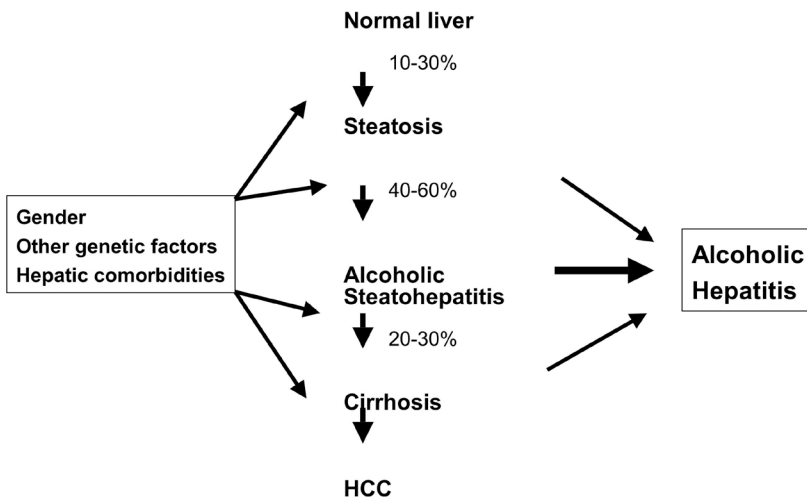 Normal liver
10-30%
Steatosis
40-60%
Gender
Other genetic factors
Hepatic comorbidities
Alcoholic
Hepatitis
Alcoholic
Steatohepatitis
20-30%
Cirrhosis
HCC